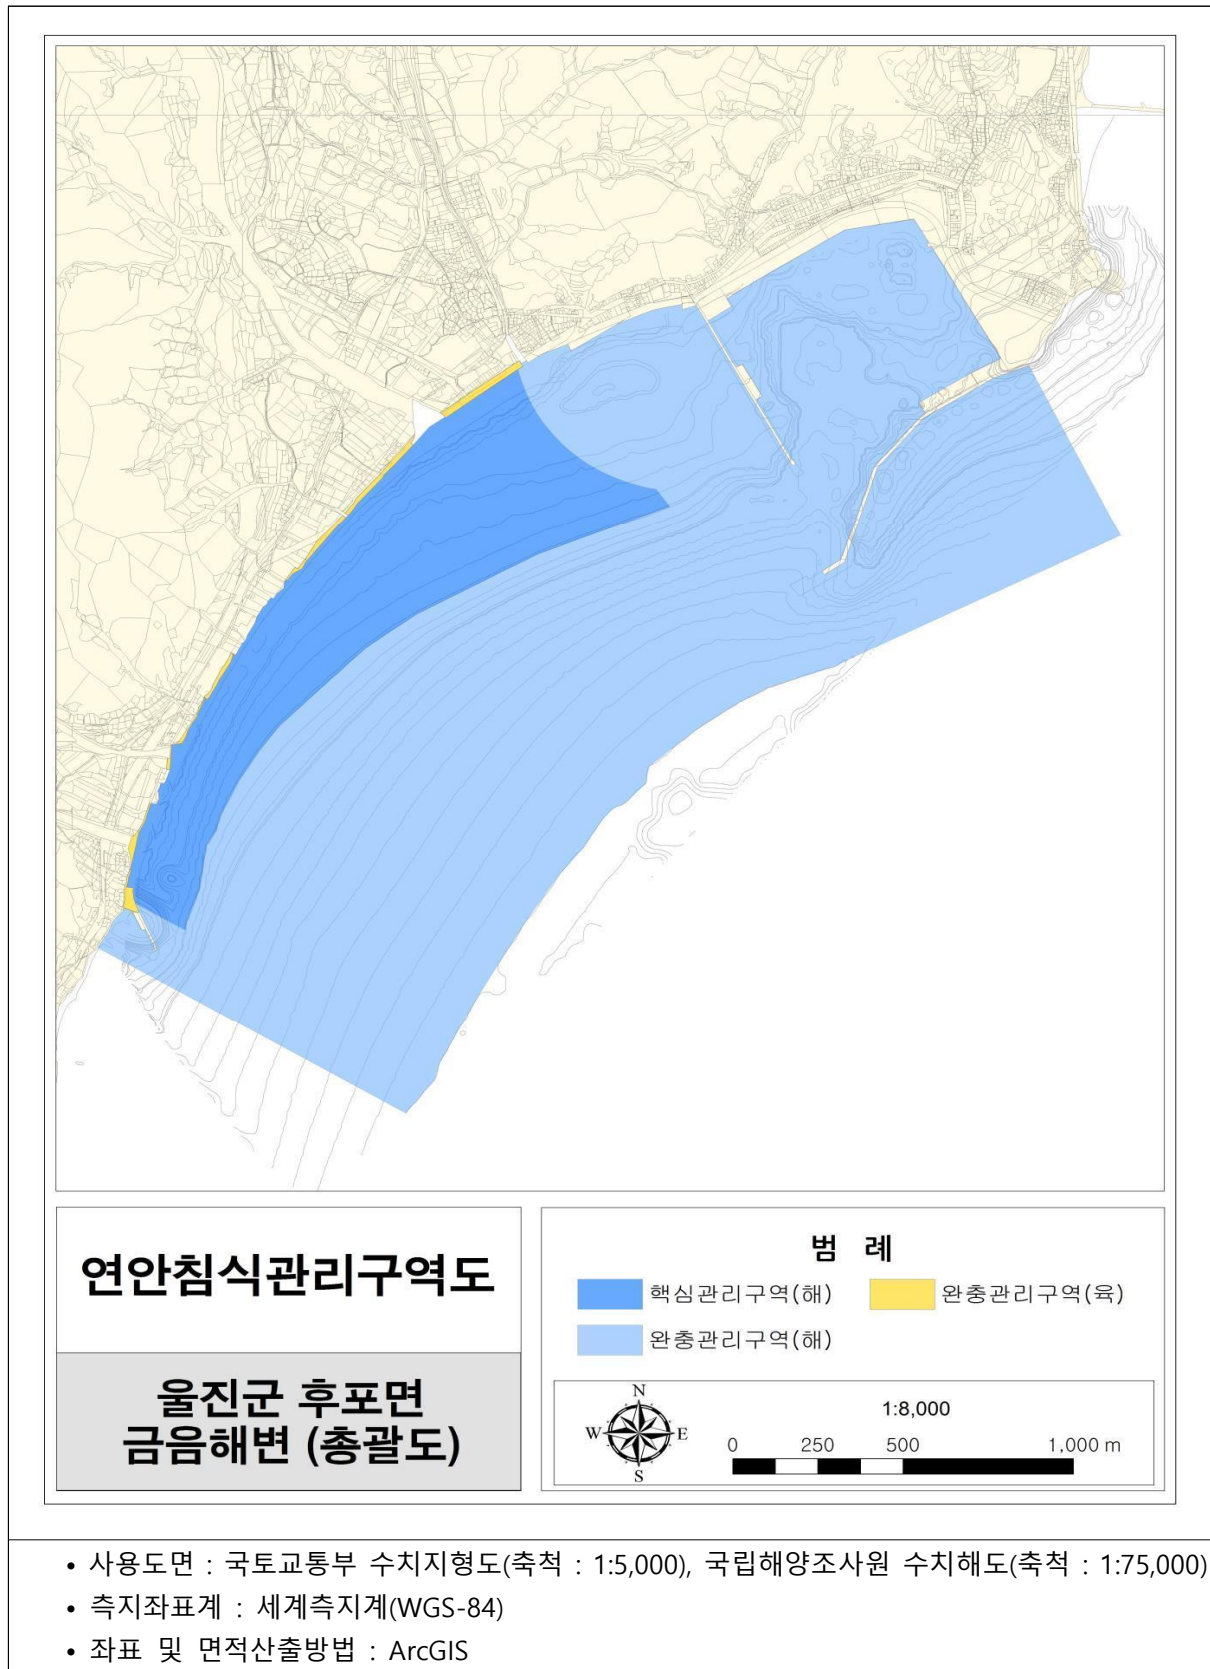 연안침식관리구역도
울진군 후포면
금음해변 (총괄도)
범 례
핵심관리구역(해)
완충관리구역(육)
완충관리구역(해)
N
W
E
S
1:8,000
0 250 500 1,000 m
• 사용도면 : 국토교통부 수치지형도(축척 : 1:5,000), 국립해양조사원 수치해도(축척 : 1:75,000)
• 측지좌표계 : 세계측지계(WGS-84)
• 좌표 및 면적산출방법 : ArcGIS